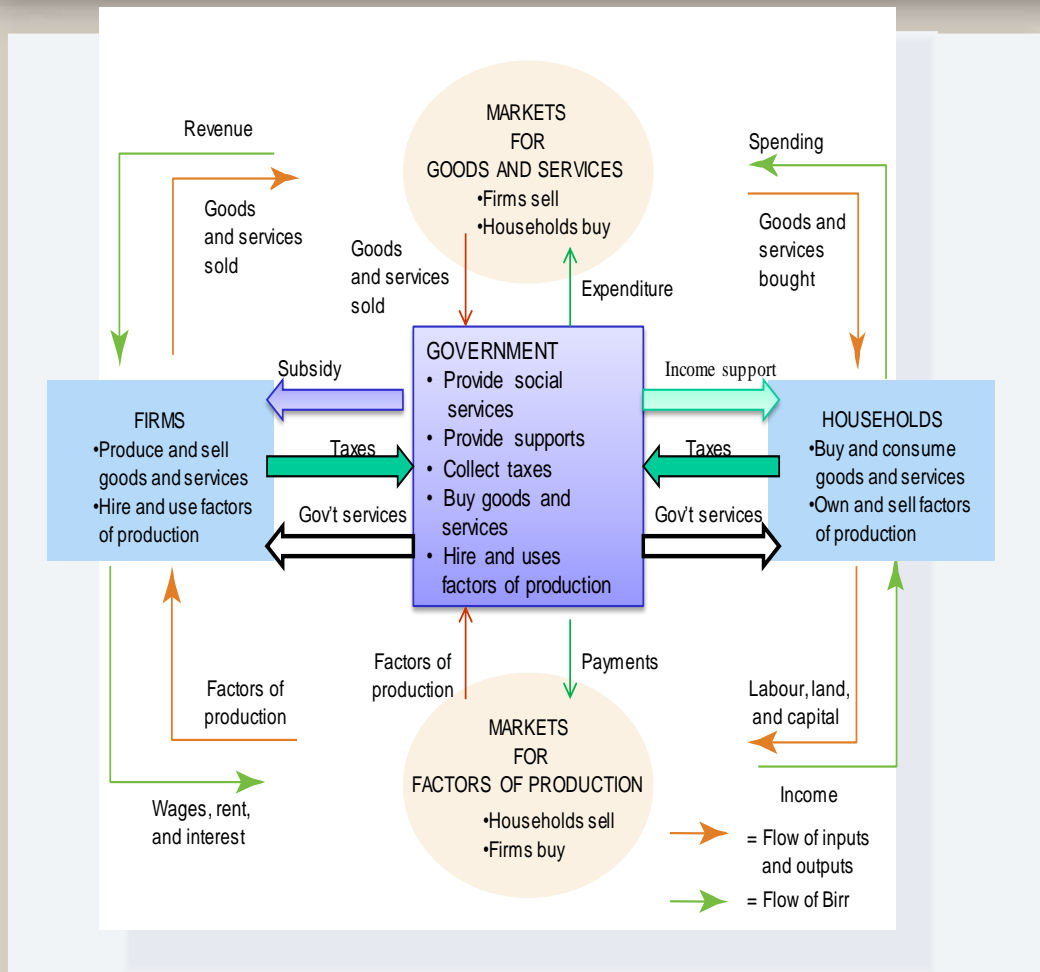 MARKETS
FOR
GOODS AND SERVICES
•Firms sell
•Households buy
Revenue
Goods
and services
sold
Spending
Goods and
services
bought
Goods
and services
sold
Expenditure
GOVERNMENT
• Provide social
services
• Provide supports
• Collect taxes
• Buy goods and
services
• Hire and uses
factors of production
Subsidy
Taxes
Gov't services
Income support
Taxes
Gov't services
FIRMS
•Produce and sell
goods and services
•Hire and use factors
of production
HOUSEHOLDS
•Buy and consume
goods and services
•Own and sell factors
of production
Factors of
production
Payments
Factors of
production
Wages, rent,
and interest
Labour, land,
and capital
Income
MARKETS
FOR
FACTORS OF PRODUCTION
•Households sell
•Firms buy
= Flow of inputs
and outputs
= Flow of Birr